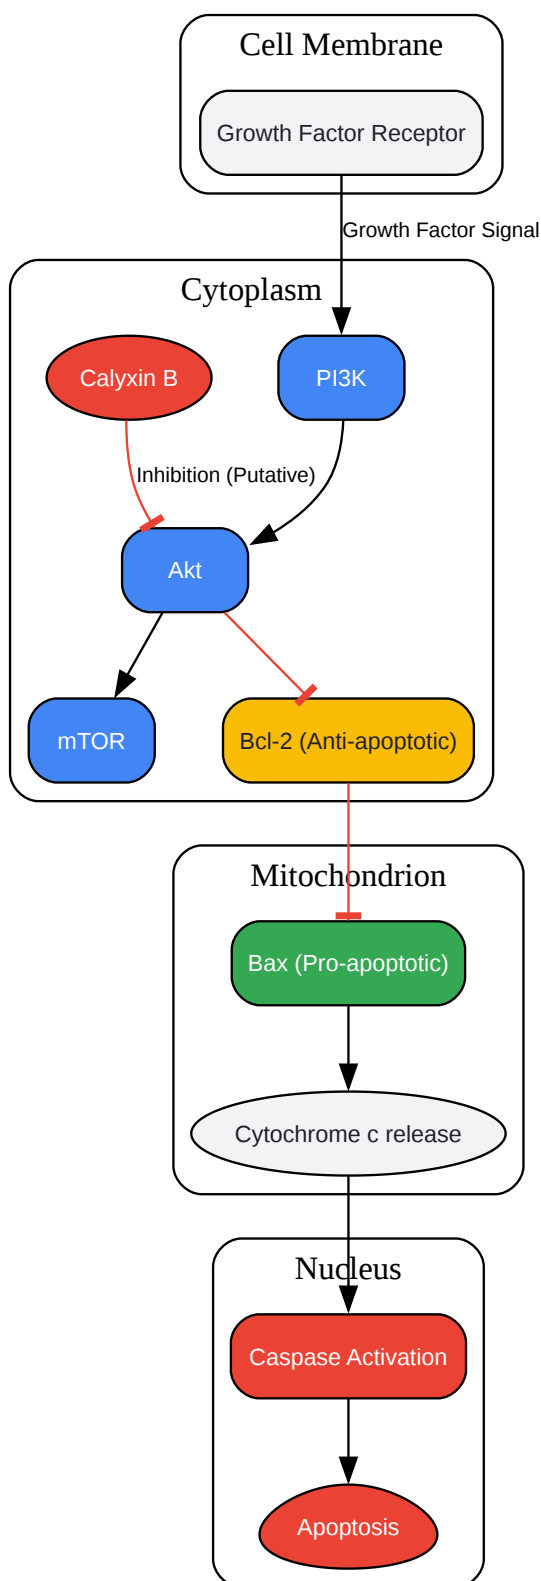 Cell Membrane
Growth Factor Receptor
Growth Factor Signal
Cytoplasm
Calyxin B
PI3K
Inhibition (Putative)
Akt
mTOR
Bcl-2 (Anti-apoptotic)
Mitochondrion
Bax (Pro-apoptotic)
Cytochrome c release
Nucleus
Caspase Activation
Apoptosis